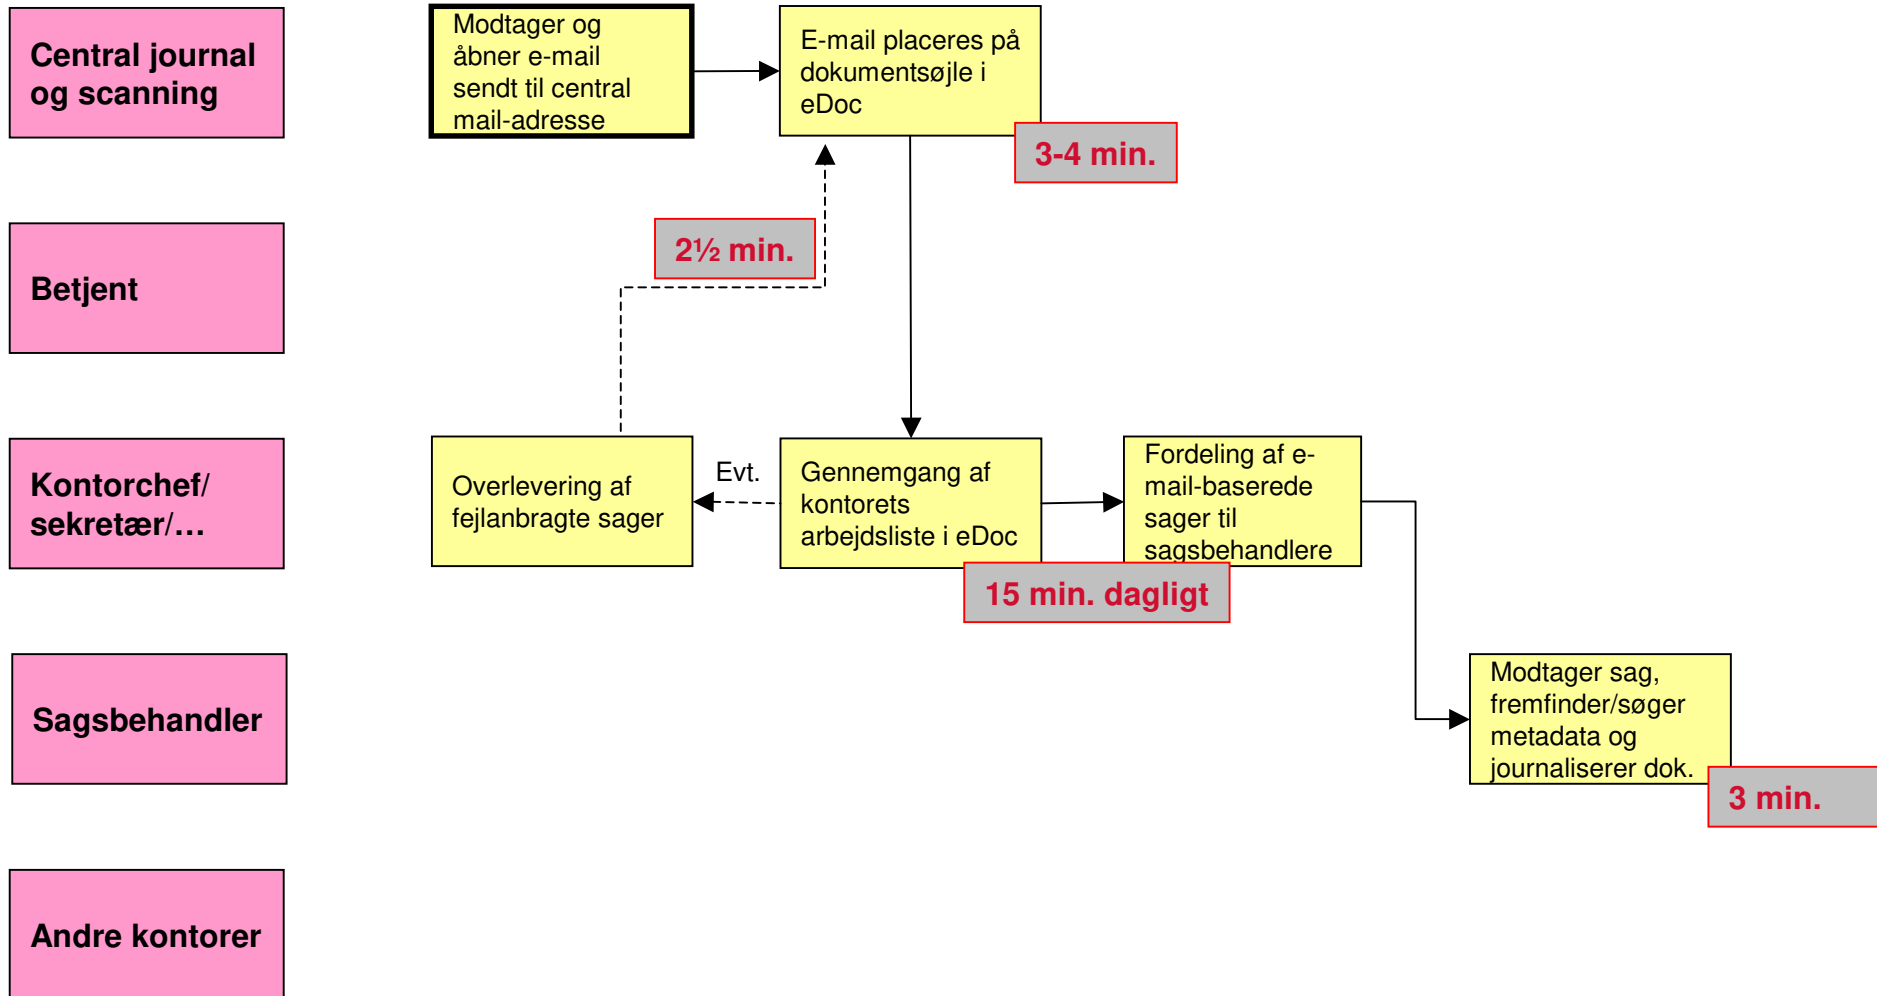 Central journal
og scanning
Modtager og
åbner e-mail
sendt til central
mail-adresse
E-mail placeres på
dokumentsøjle i
eDoc
3-4 min.
Betjent
2½ min.
Kontorchef/
sekretær/…
Overlevering af
fejlanbragte sager
Evt.
Gennemgang af
kontorets
arbejdsliste i eDoc
Fordeling af e-
mail-baserede
sager til
sagsbehandlere
15 min. dagligt
Sagsbehandler
Modtager sag,
fremfinder/søger
metadata og
journaliserer dok.
3 min.
Andre kontorer